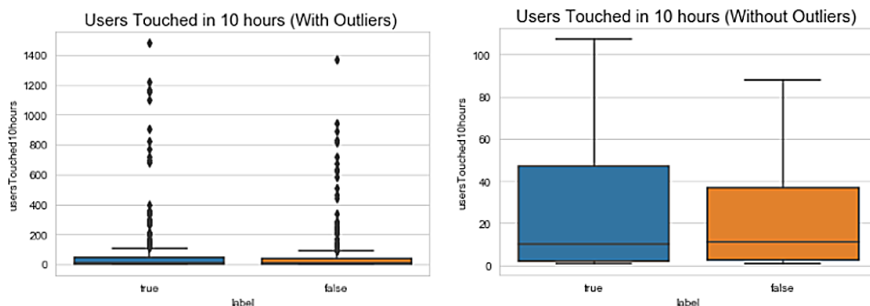 Users Touched in 10 hours (With Outliers)
usersTouched10hours
1400
1200
1000
800
600
400
200
0
true
false
label
Users Touched in 10 hours (Without Outliers)
usersTouched10hours
100
80
60
40
20
0
true
false
label